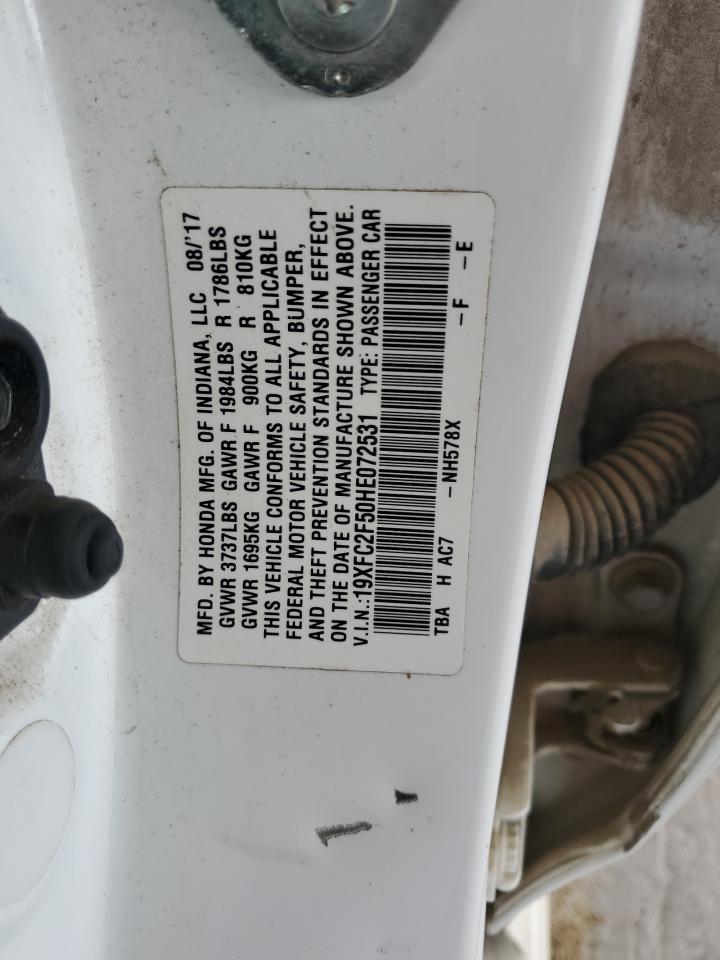 MFD. BY HONDA MFG. OF INDIANA, LLC 08/'17
GVWR 3737LBS GAWR F 1984LBS R 1786LBS
GVWR 1695KG GAWR F 900KG R 810KG
THIS VEHICLE CONFORMS TO ALL APPLICABLE
FEDERAL MOTOR VEHICLE SAFETY, BUMPER,
AND THEFT PREVENTION STANDARDS IN EFFECT
ON THE DATE OF MANUFACTURE SHOWN ABOVE.
V.I.N.:19XFC2F50HE072531 TYPE: PASSENGER CAR
TBA H AC7 -NH578X -F -E